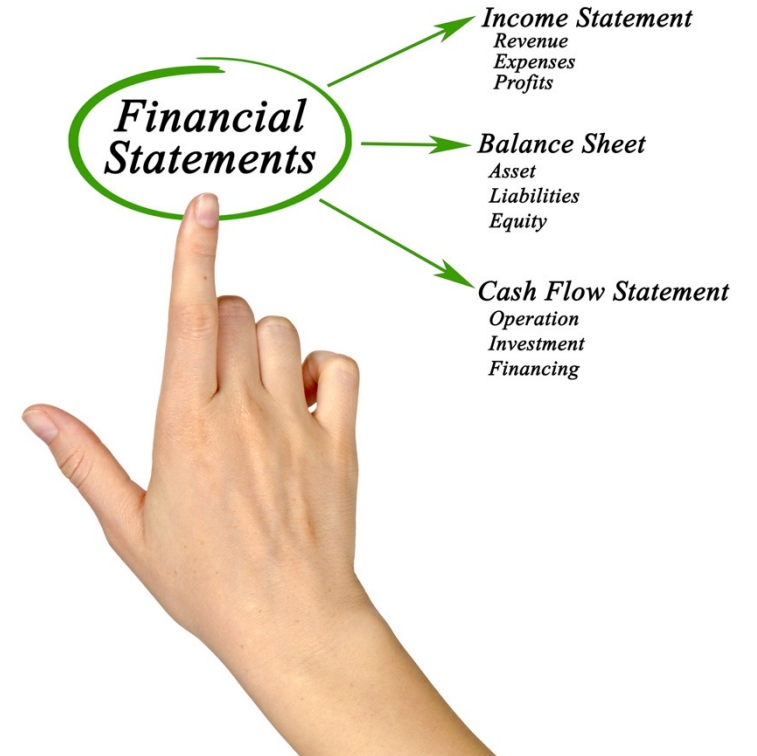 Financial
Statements
Income Statement
Revenue
Expenses
Profits
Balance Sheet
Asset
Liabilities
Equity
Cash Flow Statement
Operation
Investment
Financing